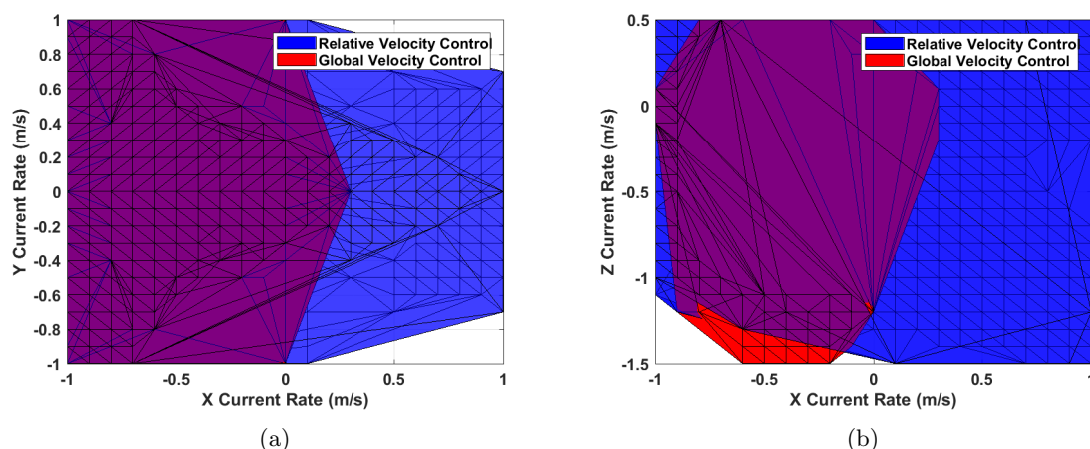 1
0.8
0.6
0.4
0.2
0
-0.2
-0.4
-0.6
-0.8
-1
Y Current Rate (m/s)
-1 -0.5 0 0.5 1
X Current Rate (m/s)
Relative Velocity Control
Global Velocity Control
(a)
0.5
0
-0.5
-1
-1.5
Z Current Rate (m/s)
-1 -0.5 0 0.5 1
X Current Rate (m/s)
Relative Velocity Control
Global Velocity Control
(b)